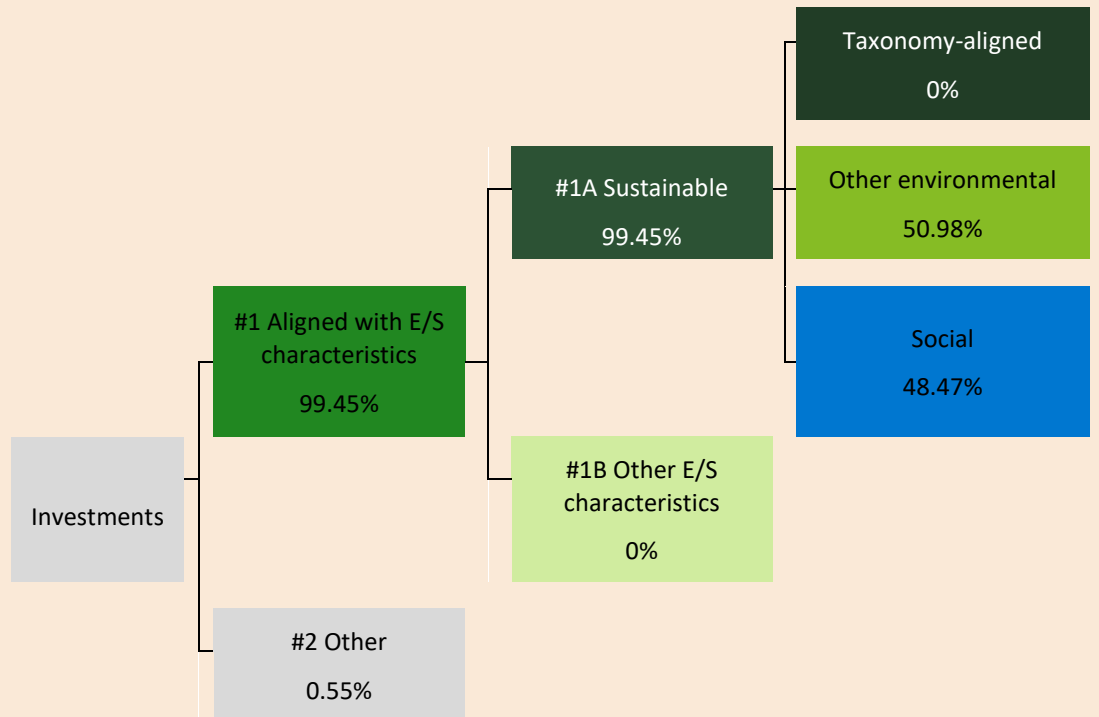 Taxonomy-aligned
0%
#1A Sustainable
99.45%
Other environmental
50.98%
#1 Aligned with E/S
characteristics
99.45%
Social
48.47%
Investments
#1B Other E/S
characteristics
0%
#2 Other
0.55%